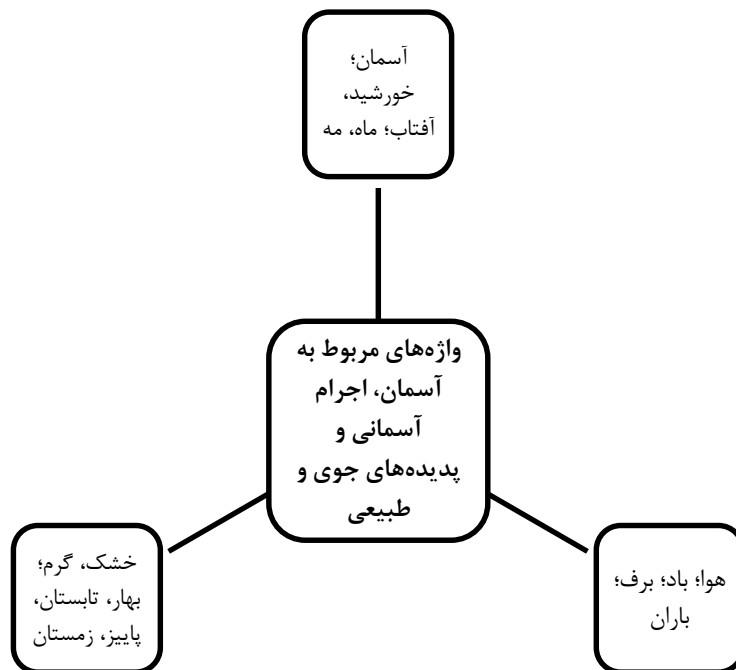 آسمان؛
خورشید،
آفتاب؛ ماه، مه
واژه‌های مربوط به
آسمان، اجرام
آسمانی و
پدیده‌های جوی و
طبیعی
هوا؛ باد؛ برف؛
باران
خشک، گرم؛
بهار، تابستان،
پاییز، زمستان